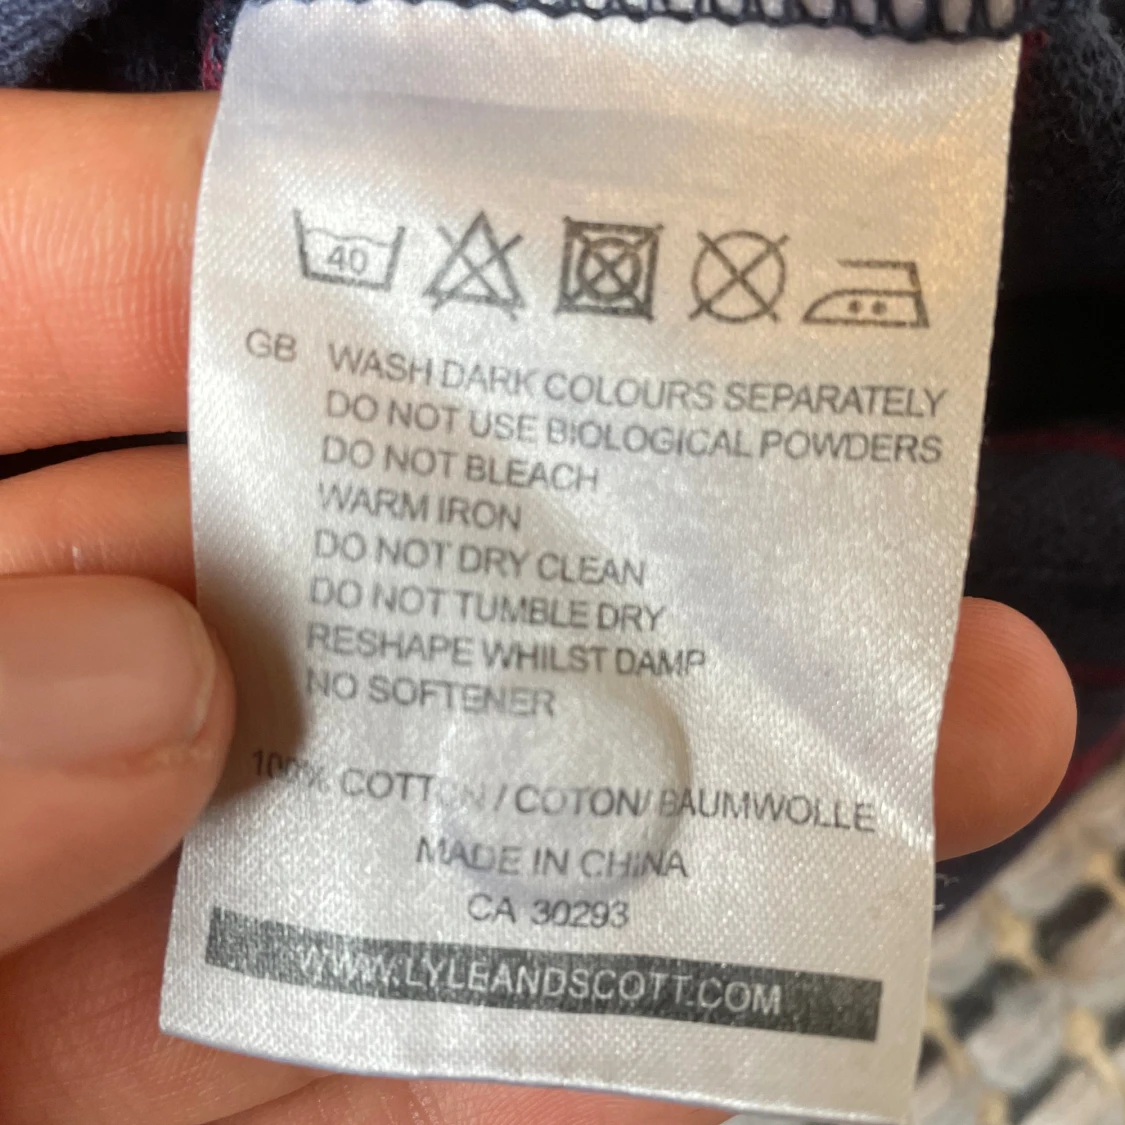 40
GB WASH DARK COLOURS SEPARATELY
DO NOT USE BIOLOGICAL POWDERS
DO NOT BLEACH
WARM IRON
DO NOT DRY CLEAN
DO NOT TUMBLE DRY
RESHAPE WHILST DAMP
NO SOFTENER
100% COTTON / COTON/ BAUMWOLLE
MADE IN CHINA
CA 30293
WWW.LYLEANDSCOTT.COM